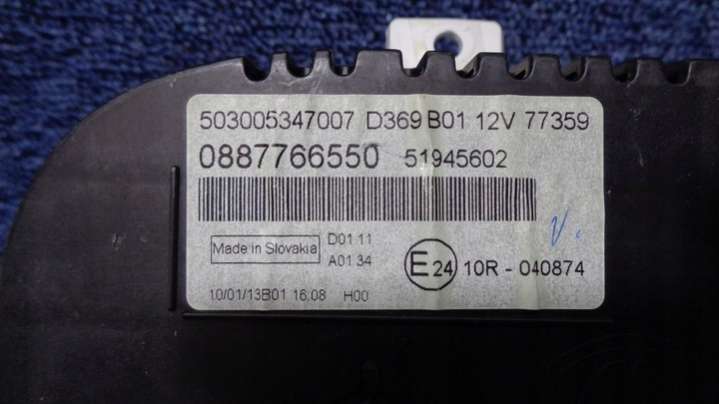 503005347007 D369 B01 12V 77359
0887766550 51945602
Made in Slovakia
D01 11
A01 34
E24 10R - 040874
10/01/13B01 16.08 H00
V.